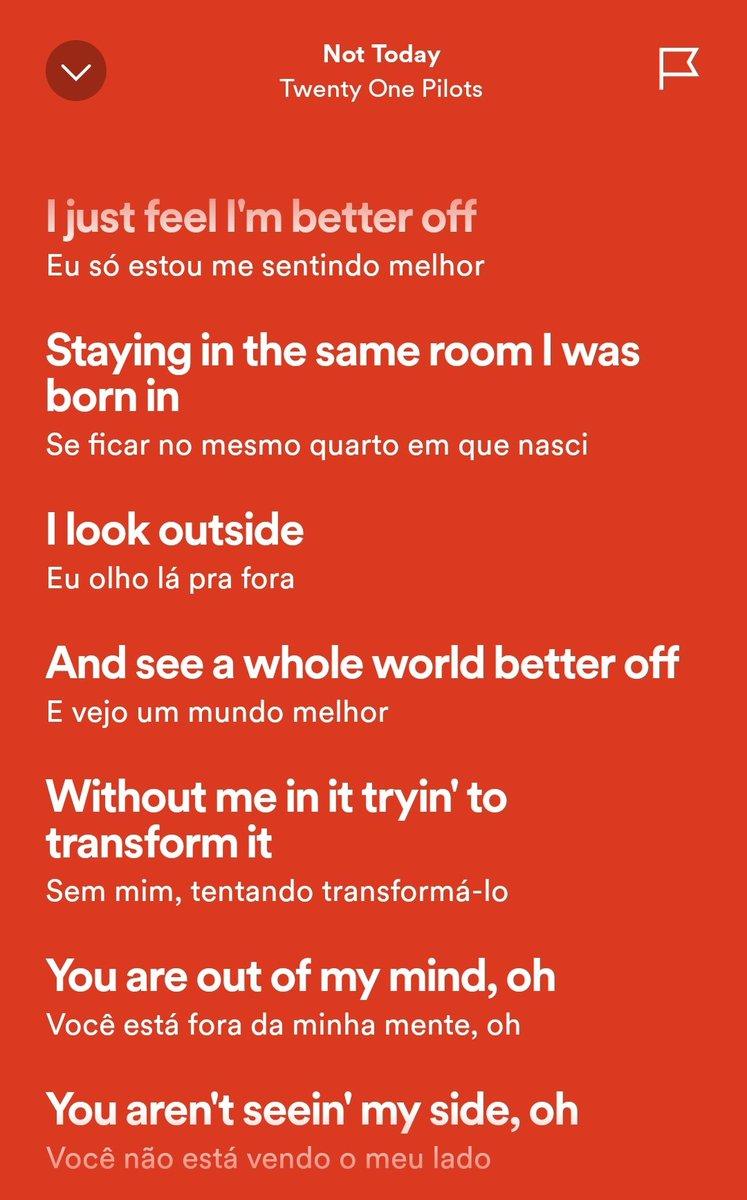 Not Today
Twenty One Pilots
I just feel I'm better off
Eu só estou me sentindo melhor
Staying in the same room I was
born in
Se ficar no mesmo quarto em que nasci
I look outside
Eu olho lá pra fora
And see a whole world better off
E vejo um mundo melhor
Without me in it tryin' to
transform it
Sem mim, tentando transformá-lo
You are out of my mind, oh
Você está fora da minha mente, oh
You aren't seein' my side, oh
Você não está vendo o meu lado